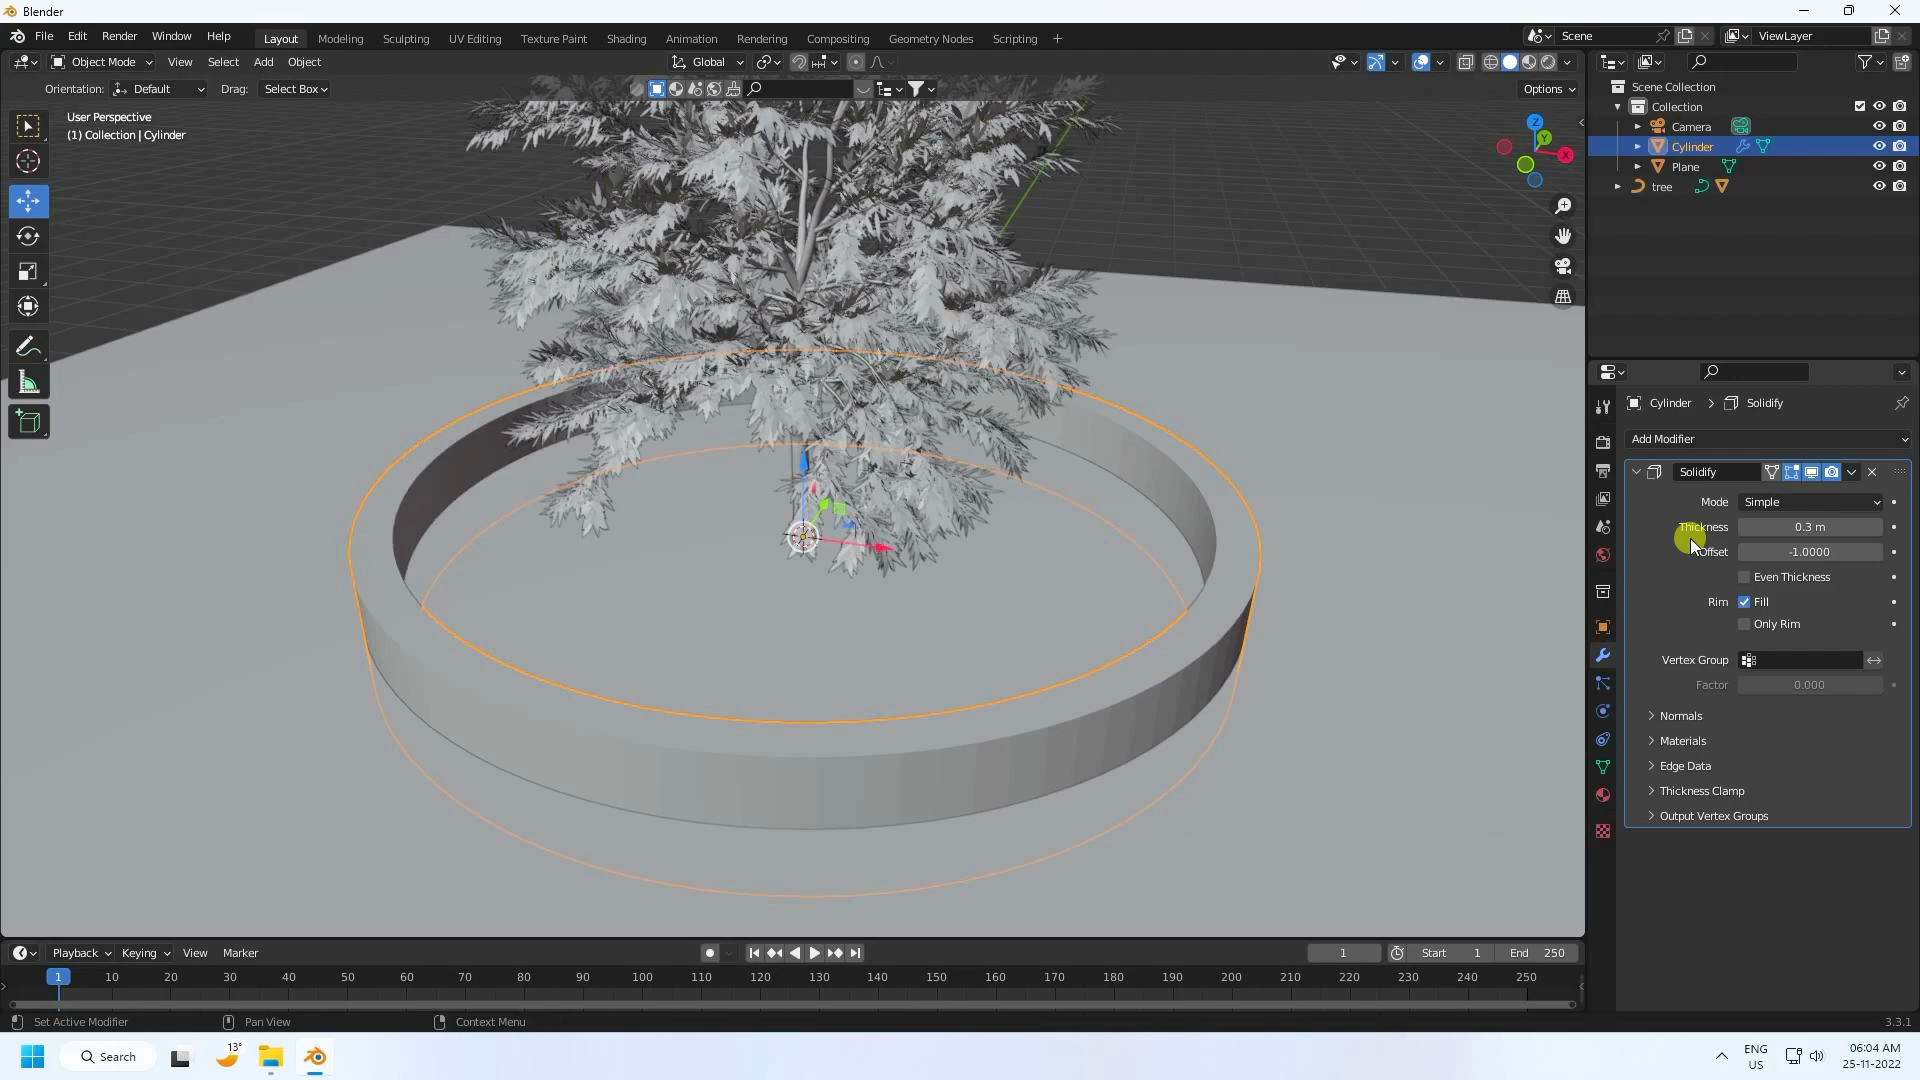 Blender
File Edit Render Window Help Layout Modeling Sculpting UV Editing Texture Paint Shading Animation Rendering Compositing Geometry Nodes Scripting + Scene ViewLayer
Object Mode View Select Add Object Global
Orientation: Default Drag: Select Box Options
User Perspective
(1) Collection | Cylinder
Z
Y
X
Scene Collection
Collection
Camera
Cylinder
Plane
tree
Cylinder > Solidify
Add Modifier
Solidify
Mode Simple
Thickness 0.3 m
Offset -1.0000
Even Thickness
Rim Fill
Only Rim
Vertex Group
Factor 0.000
Normals
Materials
Edge Data
Thickness Clamp
Output Vertex Groups
Playback Keying View Marker 1 Start 1 End 250
1 10 20 30 40 50 60 70 80 90 100 110 120 130 140 150 160 170 180 190 200 210 220 230 240 250
Set Active Modifier Pan View Context Menu 3.3.1
Search 13° ENG US 06:04 AM
25-11-2022